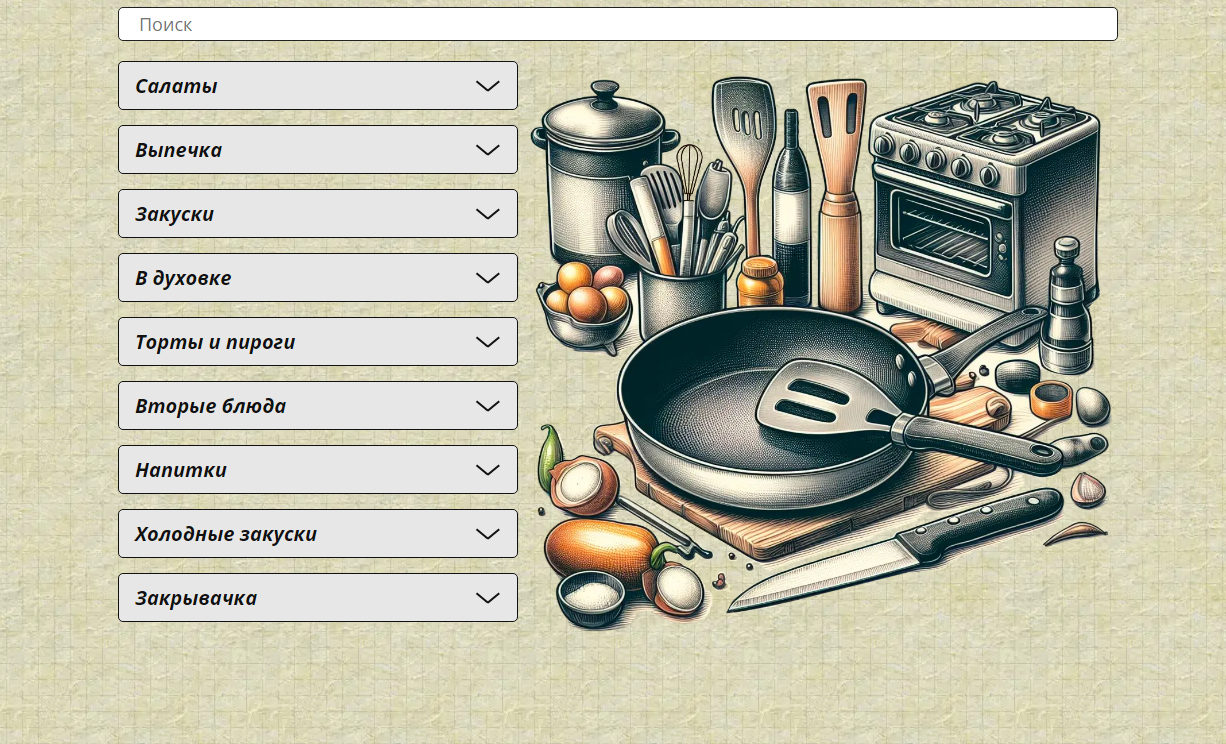 Поиск
Салаты
Выпечка
Закуски
В духовке
Торты и пироги
Вторые блюда
Напитки
Холодные закуски
Закрывачка